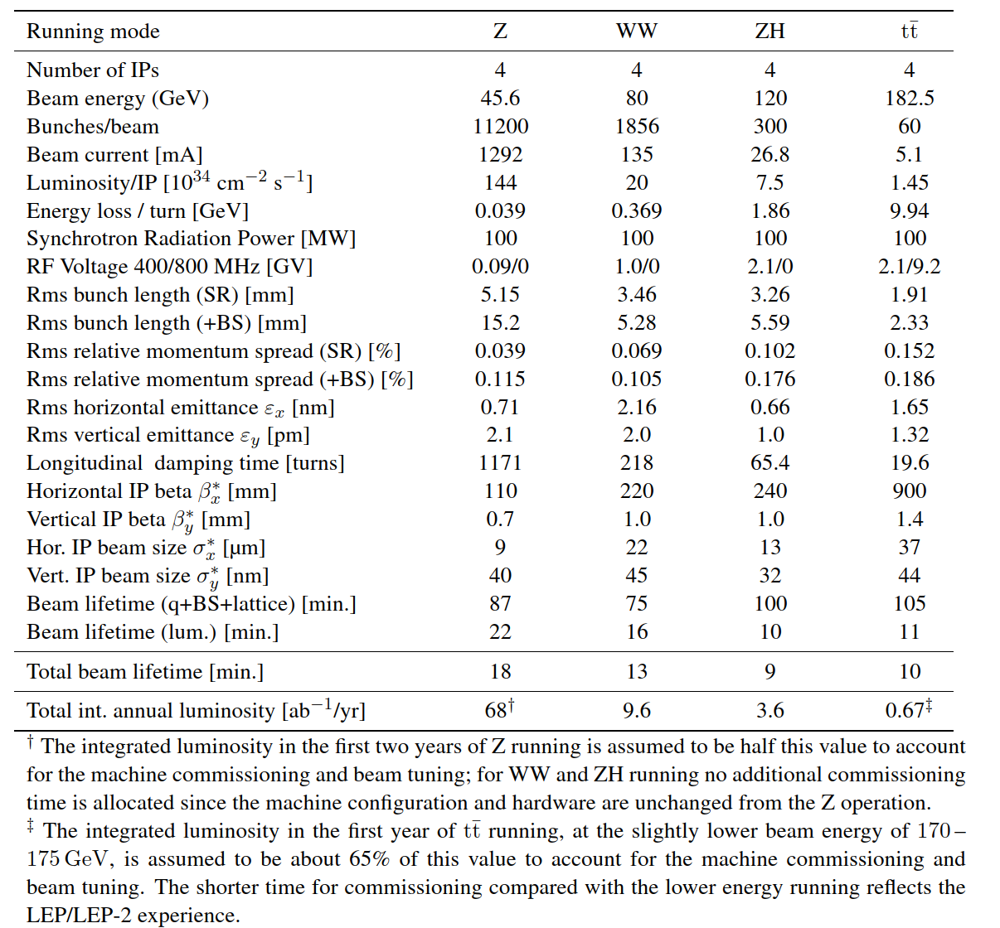 Running mode Z WW ZH tt̄
Number of IPs 4 4 4 4
Beam energy (GeV) 45.6 80 120 182.5
Bunches/beam 11200 1856 300 60
Beam current [mA] 1292 135 26.8 5.1
Luminosity/IP [10³⁴ cm⁻² s⁻¹] 144 20 7.5 1.45
Energy loss / turn [GeV] 0.039 0.369 1.86 9.94
Synchrotron Radiation Power [MW] 100 100 100 100
RF Voltage 400/800 MHz [GV] 0.09/0 1.0/0 2.1/0 2.1/9.2
Rms bunch length (SR) [mm] 5.15 3.46 3.26 1.91
Rms bunch length (+BS) [mm] 15.2 5.28 5.59 2.33
Rms relative momentum spread (SR) [%] 0.039 0.069 0.102 0.152
Rms relative momentum spread (+BS) [%] 0.115 0.105 0.176 0.186
Rms horizontal emittance εₓ [nm] 0.71 2.16 0.66 1.65
Rms vertical emittance ε_y [pm] 2.1 2.0 1.0 1.32
Longitudinal damping time [turns] 1171 218 65.4 19.6
Horizontal IP beta β*ₓ [mm] 110 220 240 900
Vertical IP beta β*_y [mm] 0.7 1.0 1.0 1.4
Hor. IP beam size σ*ₓ [µm] 9 22 13 37
Vert. IP beam size σ*_y [nm] 40 45 32 44
Beam lifetime (q+BS+lattice) [min.] 87 75 100 105
Beam lifetime (lum.) [min.] 22 16 10 11
Total beam lifetime [min.] 18 13 9 10
Total int. annual luminosity [ab⁻¹/yr] 68† 9.6 3.6 0.67‡
† The integrated luminosity in the first two years of Z running is assumed to be half this value to account
for the machine commissioning and beam tuning; for WW and ZH running no additional commissioning
time is allocated since the machine configuration and hardware are unchanged from the Z operation.
‡ The integrated luminosity in the first year of tt̄ running, at the slightly lower beam energy of 170–
175 GeV, is assumed to be about 65% of this value to account for the machine commissioning and
beam tuning. The shorter time for commissioning compared with the lower energy running reflects the
LEP/LEP-2 experience.